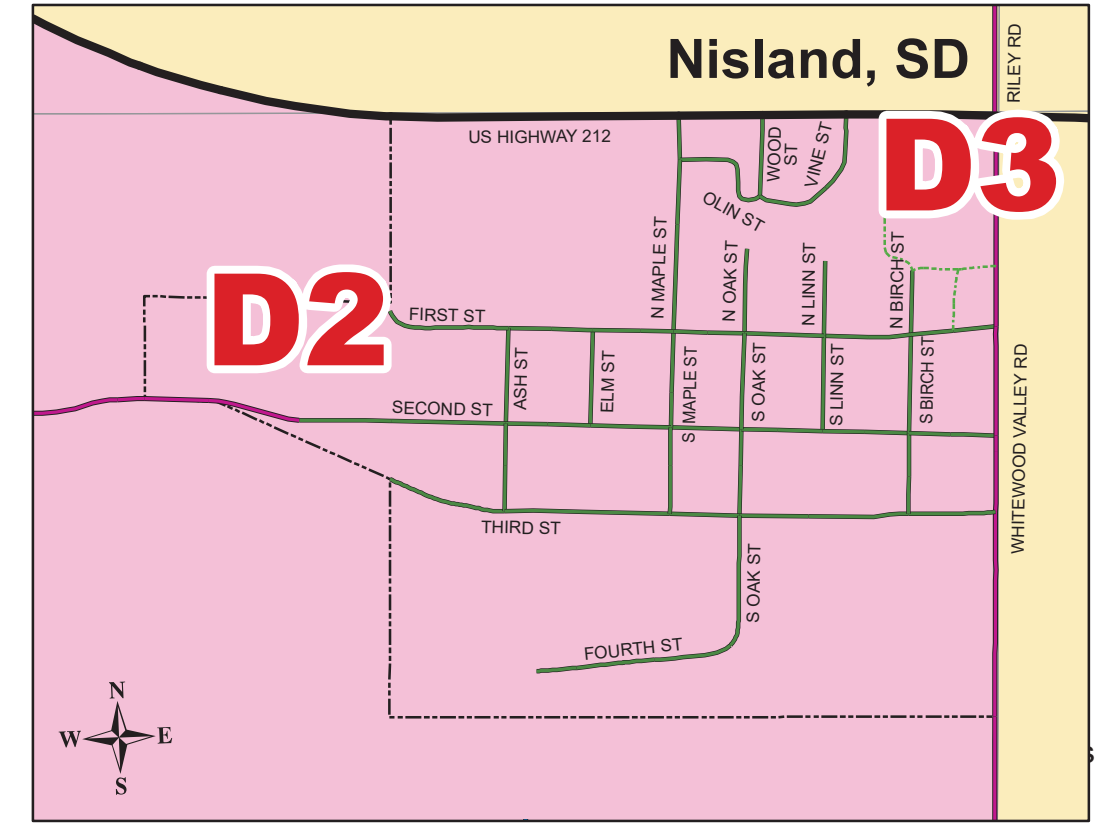 Nisland, SD
RILEY RD
US HIGHWAY 212
WOOD
ST
VINE ST
D3
OLIN ST
N MAPLE ST
N OAK ST
N LINN ST
N BIRCH ST
D2
FIRST ST
ASH ST
ELM ST
S MAPLE ST
S OAK ST
S LINN ST
S BIRCH ST
WHITEWOOD VALLEY RD
SECOND ST
THIRD ST
S OAK ST
FOURTH ST
N
W E
S